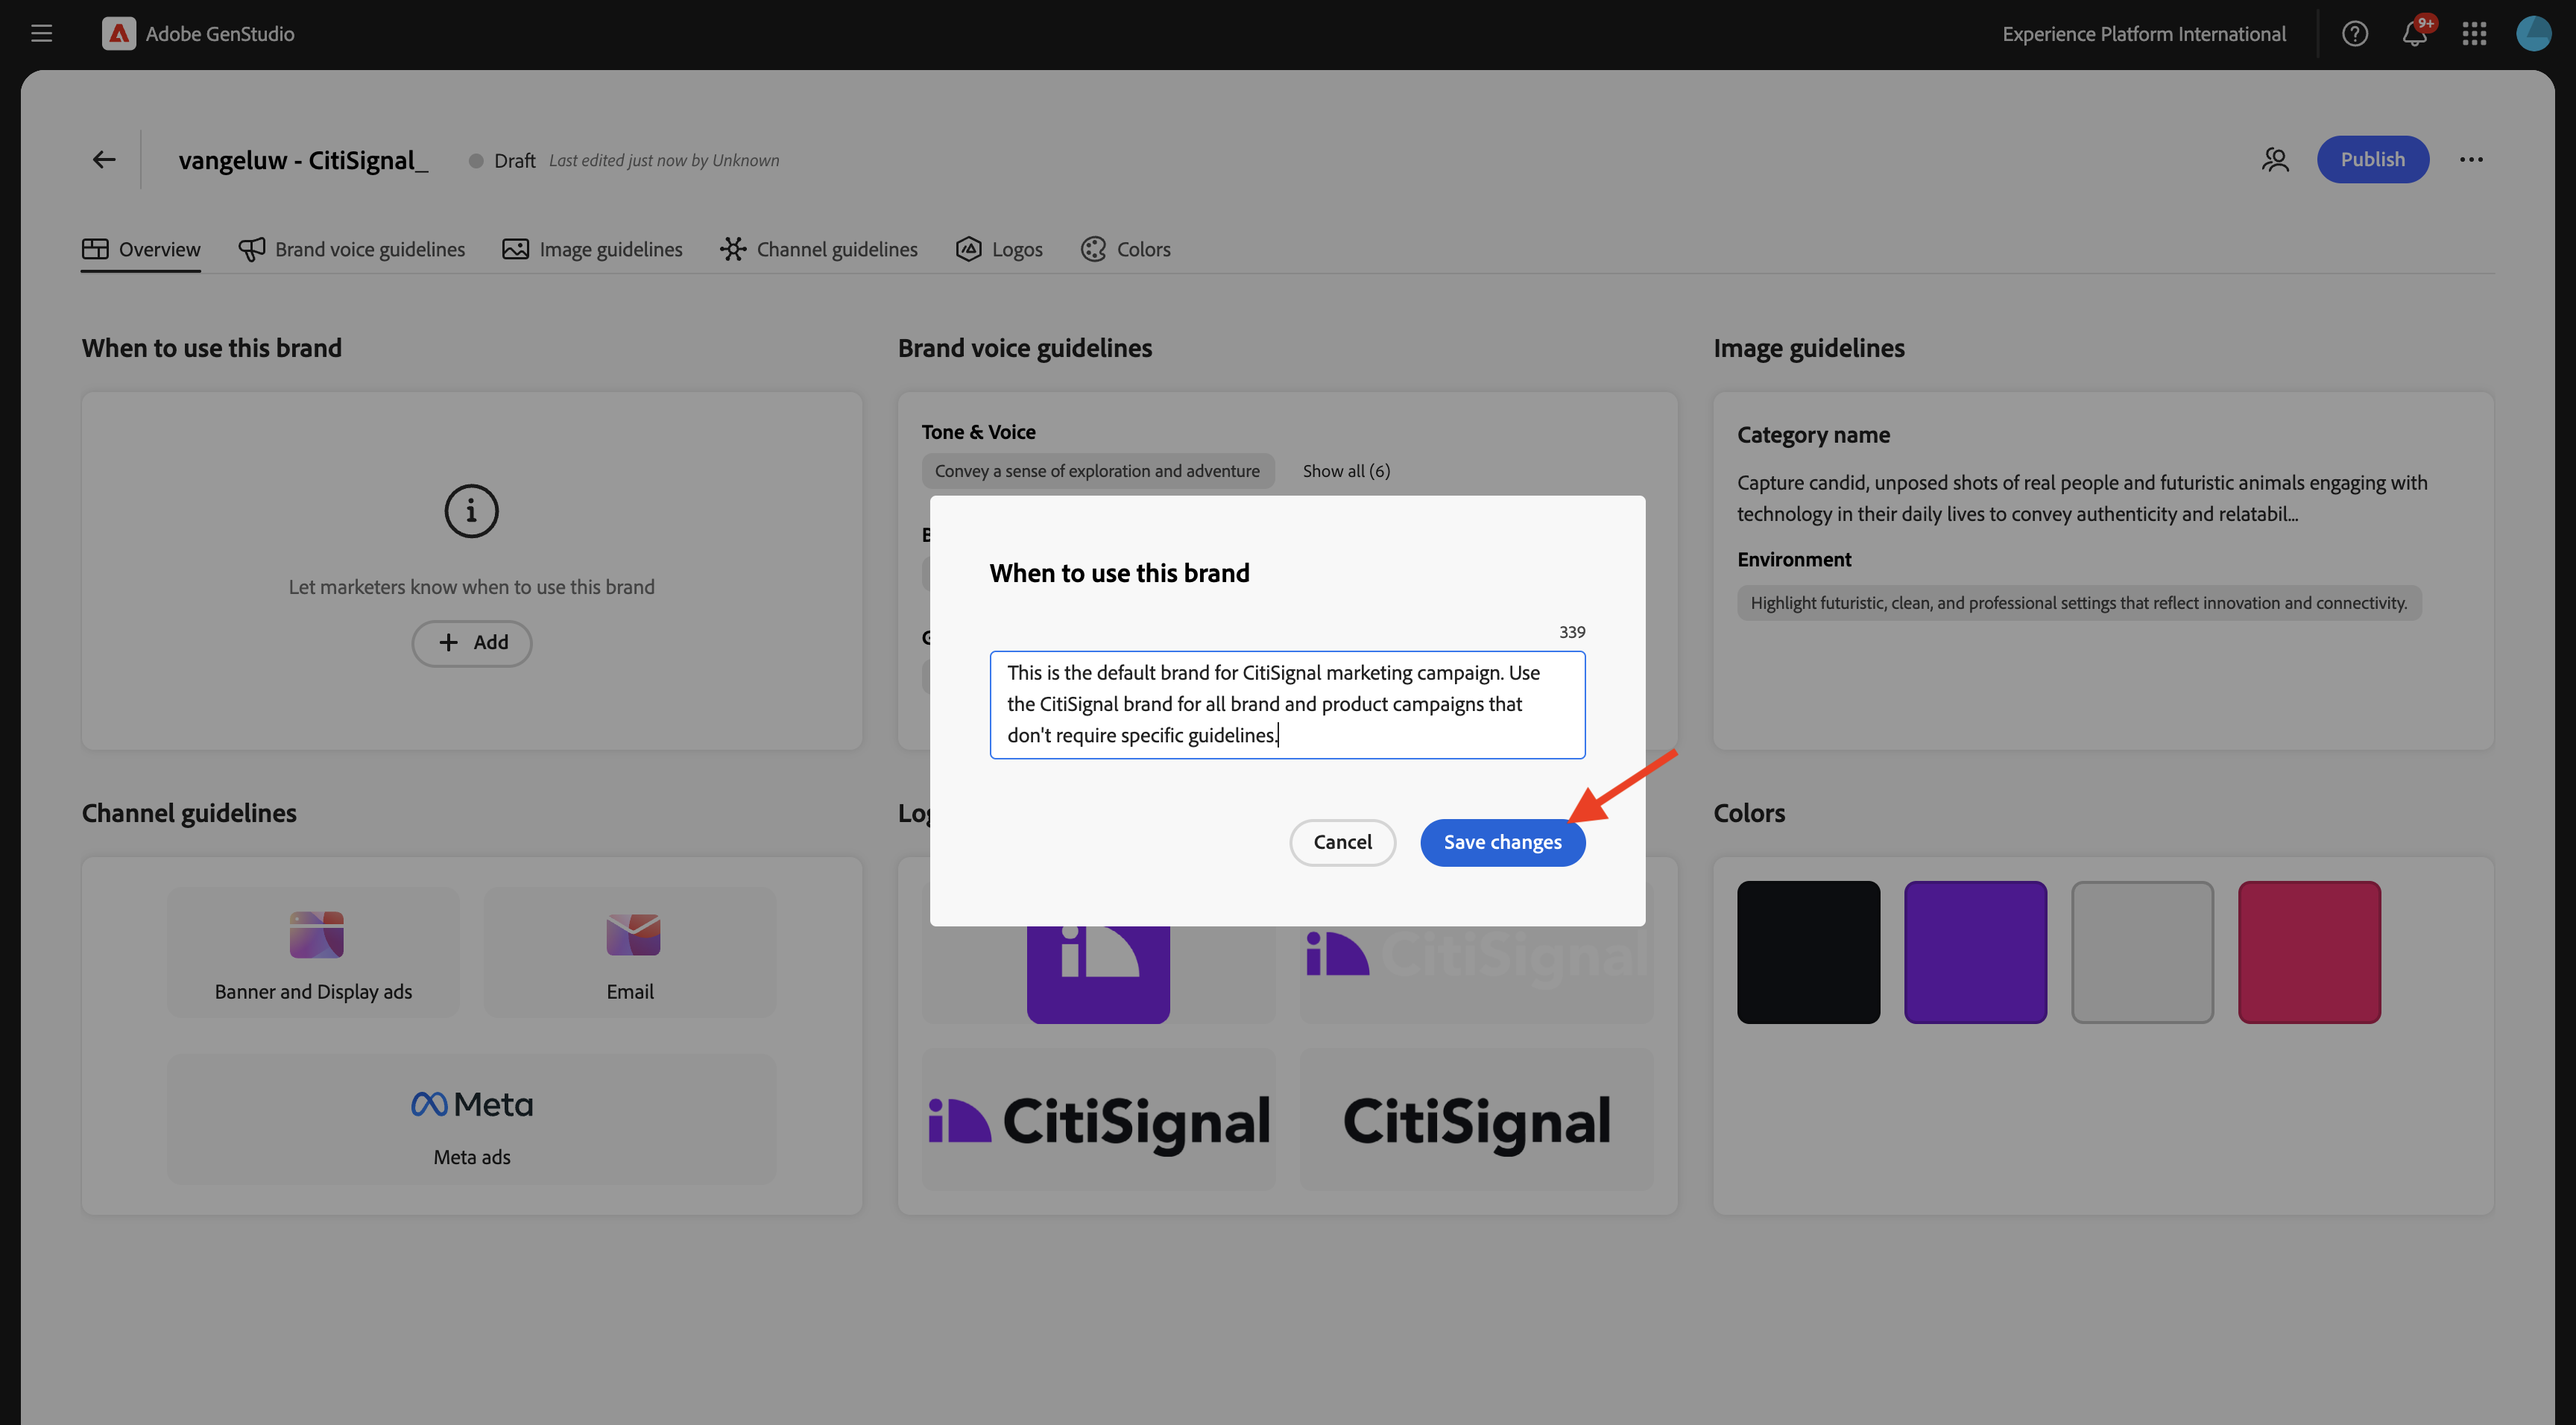 Adobe GenStudio
Experience Platform International
9+
vangeluw - CitiSignal_
Draft
Last edited just now by Unknown
Publish
Overview
Brand voice guidelines
Image guidelines
Channel guidelines
Logos
Colors
When to use this brand
Let marketers know when to use this brand
+ Add
Brand voice guidelines
Tone & Voice
Convey a sense of exploration and adventure
Show all (6)
Image guidelines
Category name
Capture candid, unposed shots of real people and futuristic animals engaging with
technology in their daily lives to convey authenticity and relatabil...
Environment
Highlight futuristic, clean, and professional settings that reflect innovation and connectivity.
When to use this brand
339
This is the default brand for CitiSignal marketing campaign. Use
the CitiSignal brand for all brand and product campaigns that
don't require specific guidelines.
Cancel
Save changes
Channel guidelines
Banner and Display ads
Email
Meta
Meta ads
CitiSignal
CitiSignal
CitiSignal
Colors